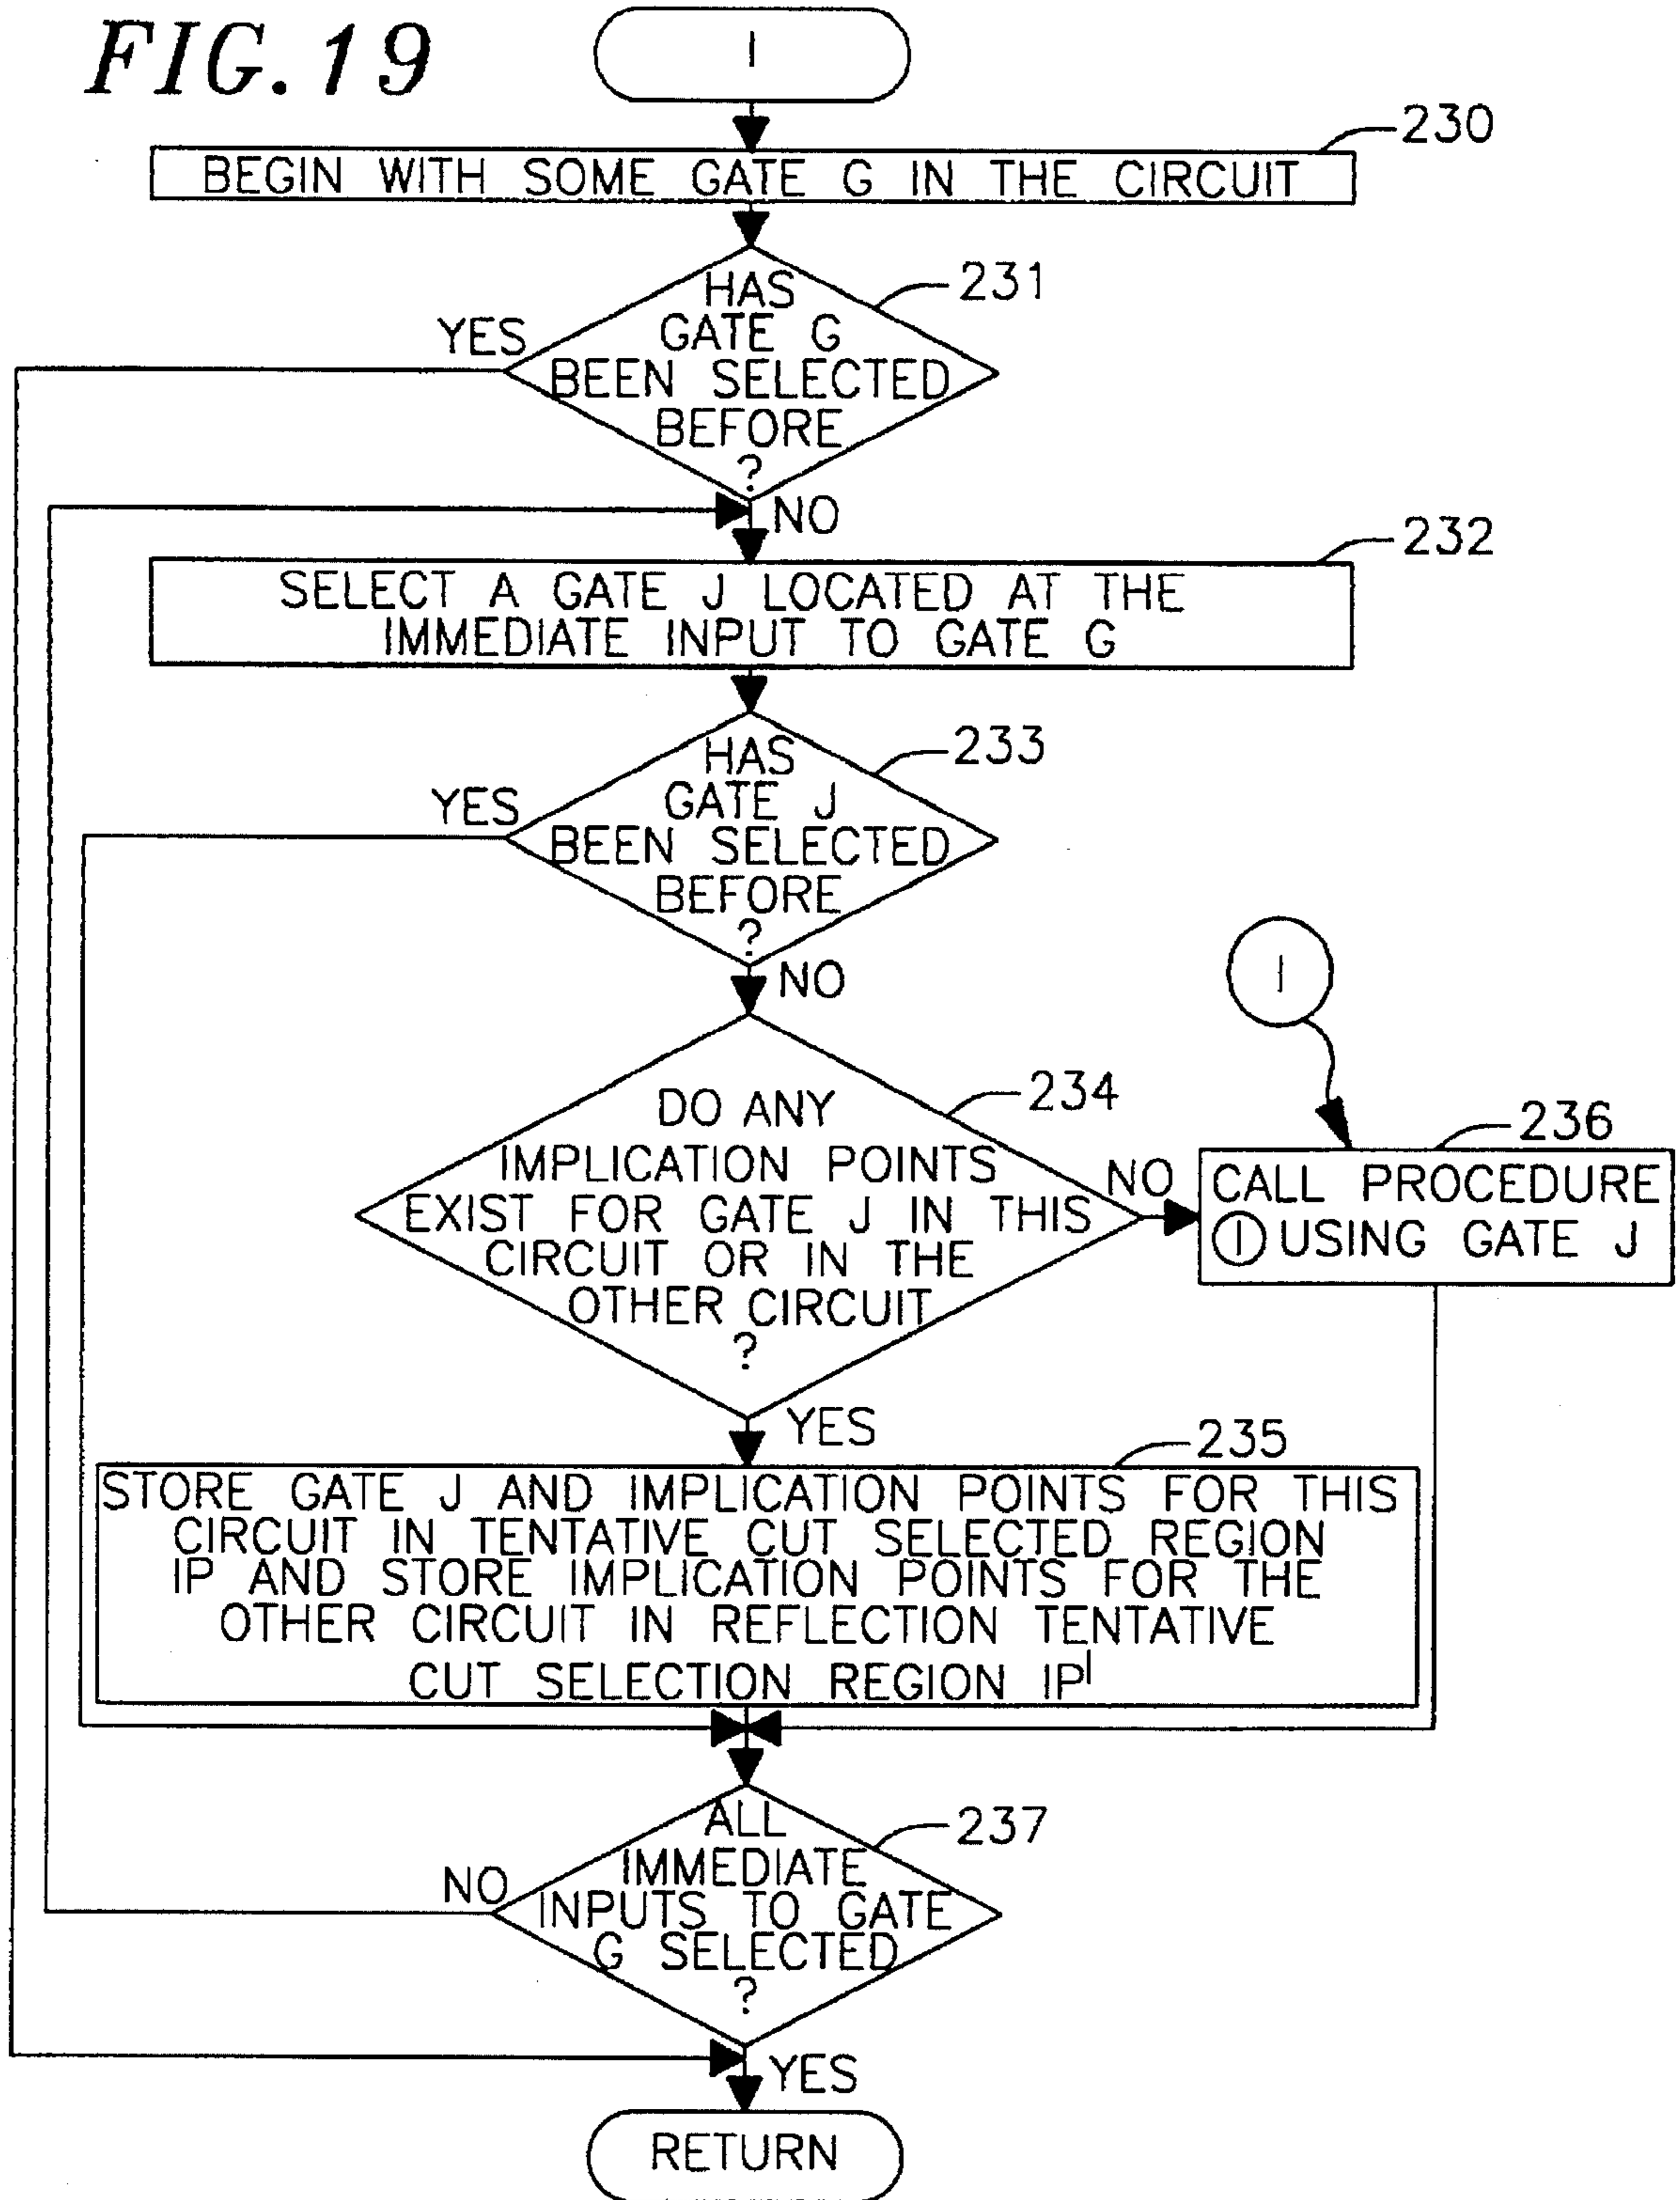 FIG. 19
I
230
BEGIN WITH SOME GATE G IN THE CIRCUIT
231
HAS
GATE G
BEEN SELECTED
BEFORE
?
YES
NO
232
SELECT A GATE J LOCATED AT THE
IMMEDIATE INPUT TO GATE G
233
HAS
GATE J
BEEN SELECTED
BEFORE
?
YES
NO
I
234
DO ANY
IMPLICATION POINTS
EXIST FOR GATE J IN THIS
CIRCUIT OR IN THE
OTHER CIRCUIT
?
NO
236
CALL PROCEDURE
I USING GATE J
YES
235
STORE GATE J AND IMPLICATION POINTS FOR THIS
CIRCUIT IN TENTATIVE CUT SELECTED REGION
IP AND STORE IMPLICATION POINTS FOR THE
OTHER CIRCUIT IN REFLECTION TENTATIVE
CUT SELECTION REGION IP'
237
ALL
IMMEDIATE
INPUTS TO GATE
G SELECTED
?
NO
YES
RETURN